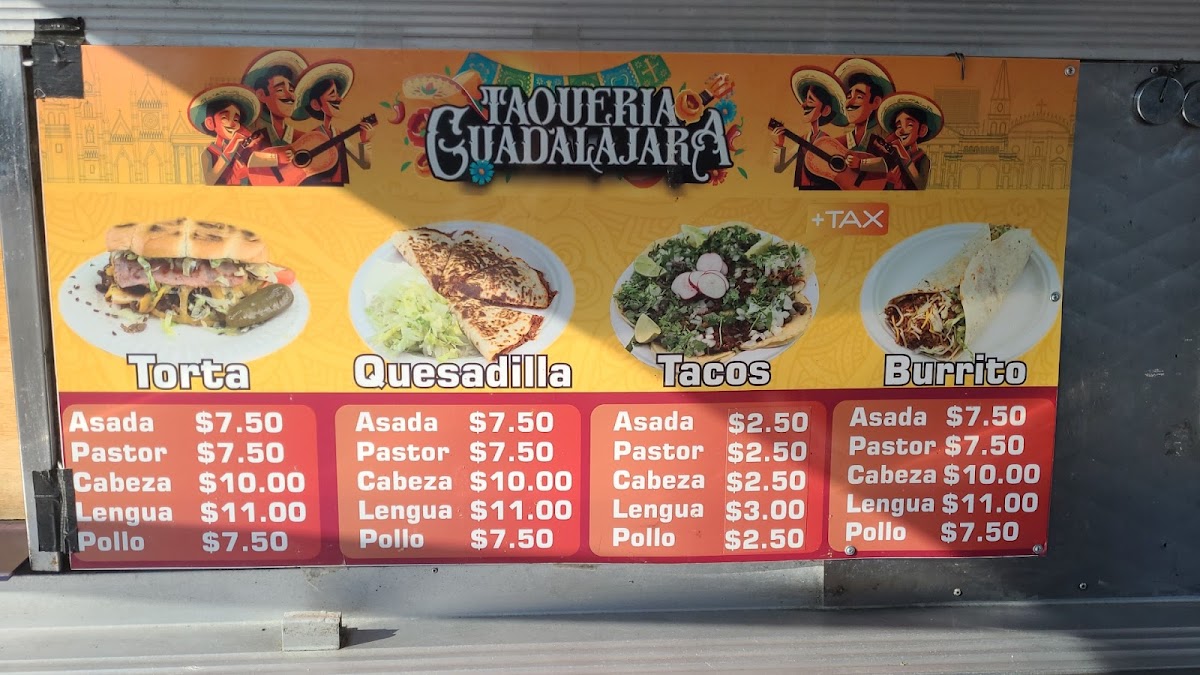 TAQUERIA
GUADALAJARA
+TAX
Torta
Asada $7.50
Pastor $7.50
Cabeza $10.00
Lengua $11.00
Pollo $7.50
Quesadilla
Asada $7.50
Pastor $7.50
Cabeza $10.00
Lengua $11.00
Pollo $7.50
Tacos
Asada $2.50
Pastor $2.50
Cabeza $2.50
Lengua $3.00
Pollo $2.50
Burrito
Asada $7.50
Pastor $7.50
Cabeza $10.00
Lengua $11.00
Pollo $7.50